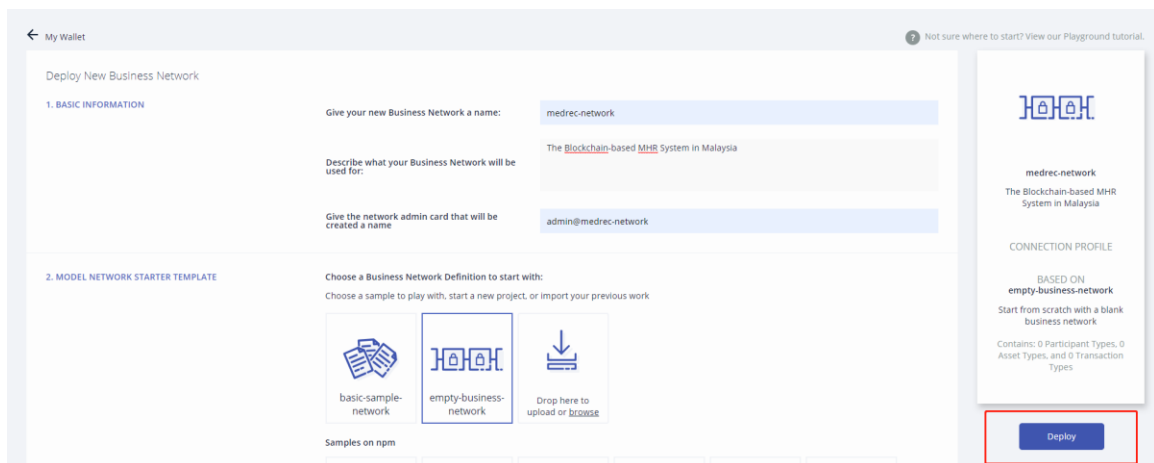 ← My Wallet
? Not sure where to start? View our Playground tutorial.
Deploy New Business Network
1. BASIC INFORMATION
Give your new Business Network a name:
medrec-network
Describe what your Business Network will be
used for:
The Blockchain-based MHR System in Malaysia
Give the network admin card that will be
created a name
admin@medrec-network
2. MODEL NETWORK STARTER TEMPLATE
Choose a Business Network Definition to start with:
Choose a sample to play with, start a new project, or import your previous work
basic-sample-
network
empty-business-
network
Drop here to
upload or browse
Samples on npm
medrec-network
The Blockchain-based MHR
System in Malaysia
CONNECTION PROFILE
BASED ON
empty-business-network
Start from scratch with a blank
business network
Contains: 0 Participant Types, 0
Asset Types, and 0 Transaction
Types
Deploy